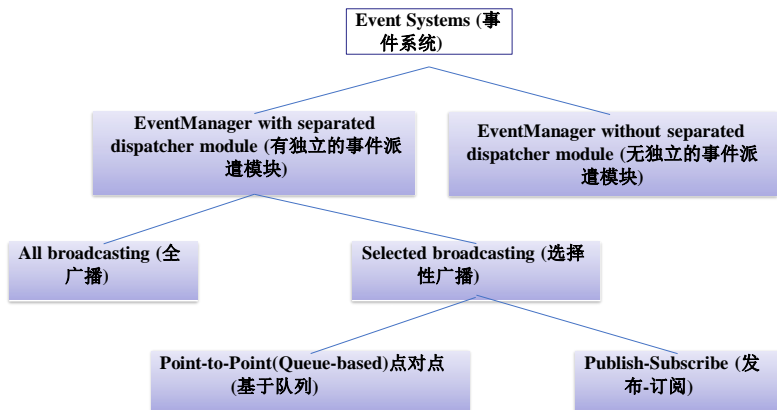 Event Systems (事
件系统)
EventManager with separated
dispatcher module (有独立的事件派
遣模块)
EventManager without separated
dispatcher module (无独立的事件派
遣模块)
All broadcasting (全
广播)
Selected broadcasting (选择
性广播)
Point-to-Point(Queue-based)点对点
(基于队列)
Publish-Subscribe (发
布-订阅)